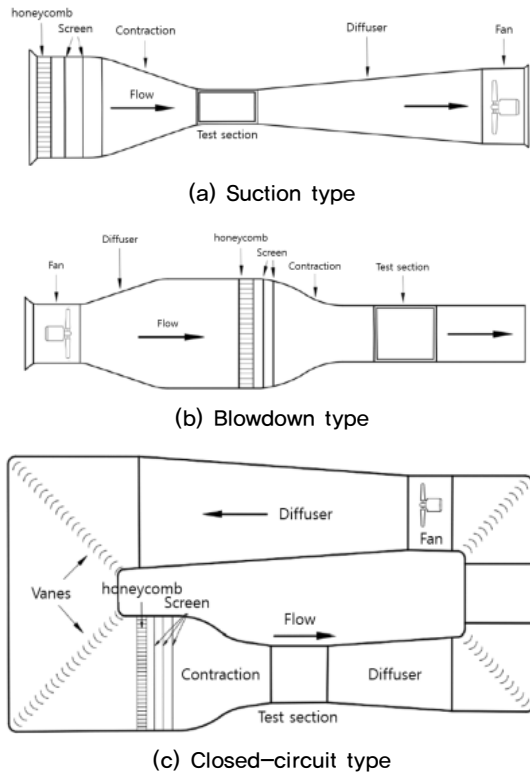 honeycomb
Screen
Contraction
Diffuser
Fan
Flow
Test section
(a) Suction type
Fan
Diffuser
honeycomb
Screen
Contraction
Test section
Flow
(b) Blowdown type
Diffuser
Fan
Vanes
honeycomb
Screen
Flow
Contraction
Diffuser
Test section
(c) Closed-circuit type